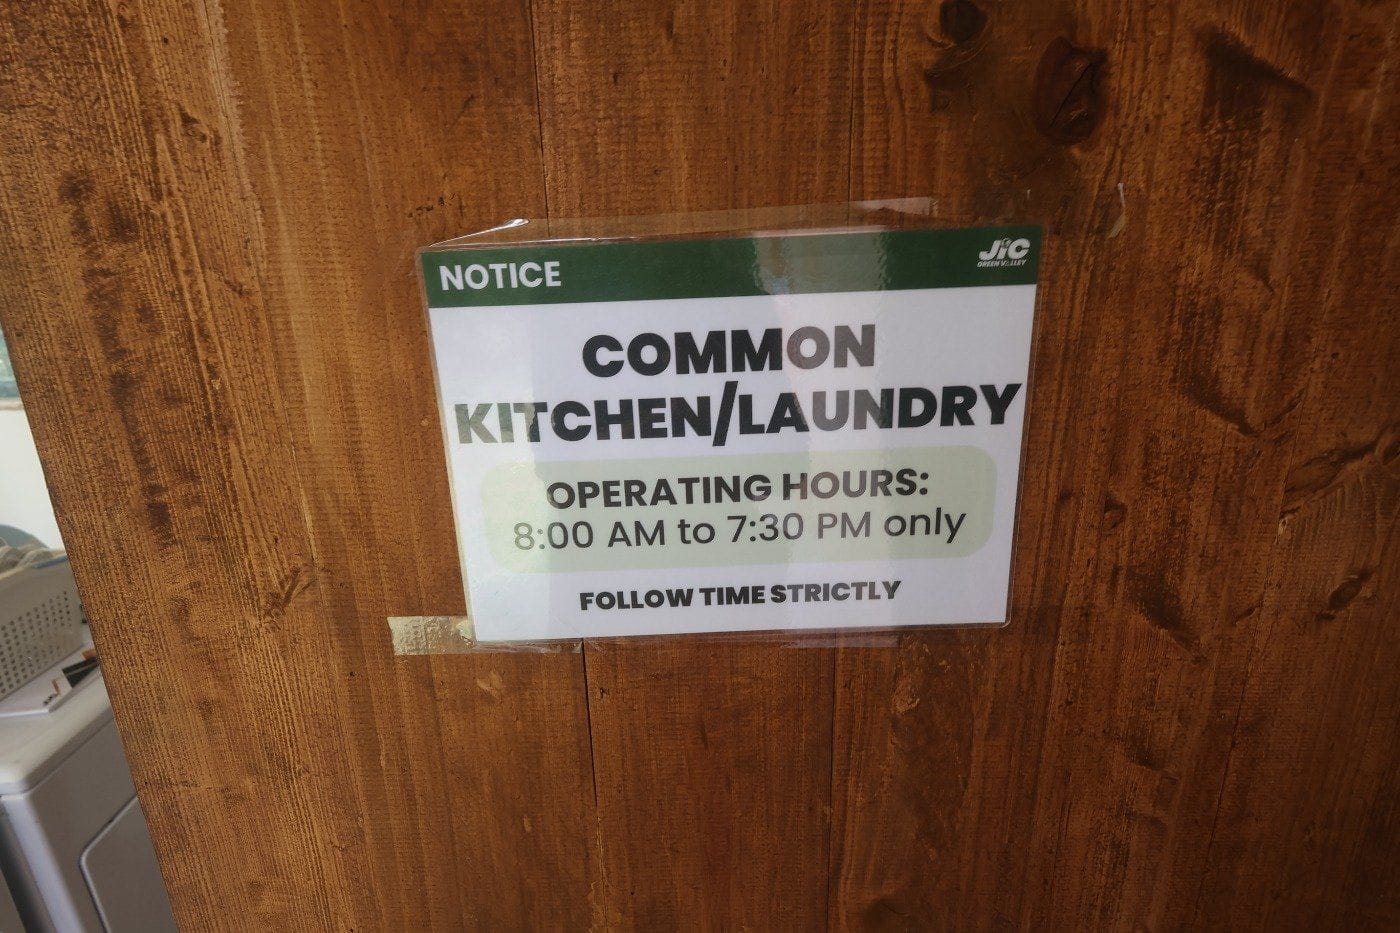 NOTICE
JIC
GREEN VALLEY
COMMON
KITCHEN/LAUNDRY
OPERATING HOURS:
8:00 AM to 7:30 PM only
FOLLOW TIME STRICTLY